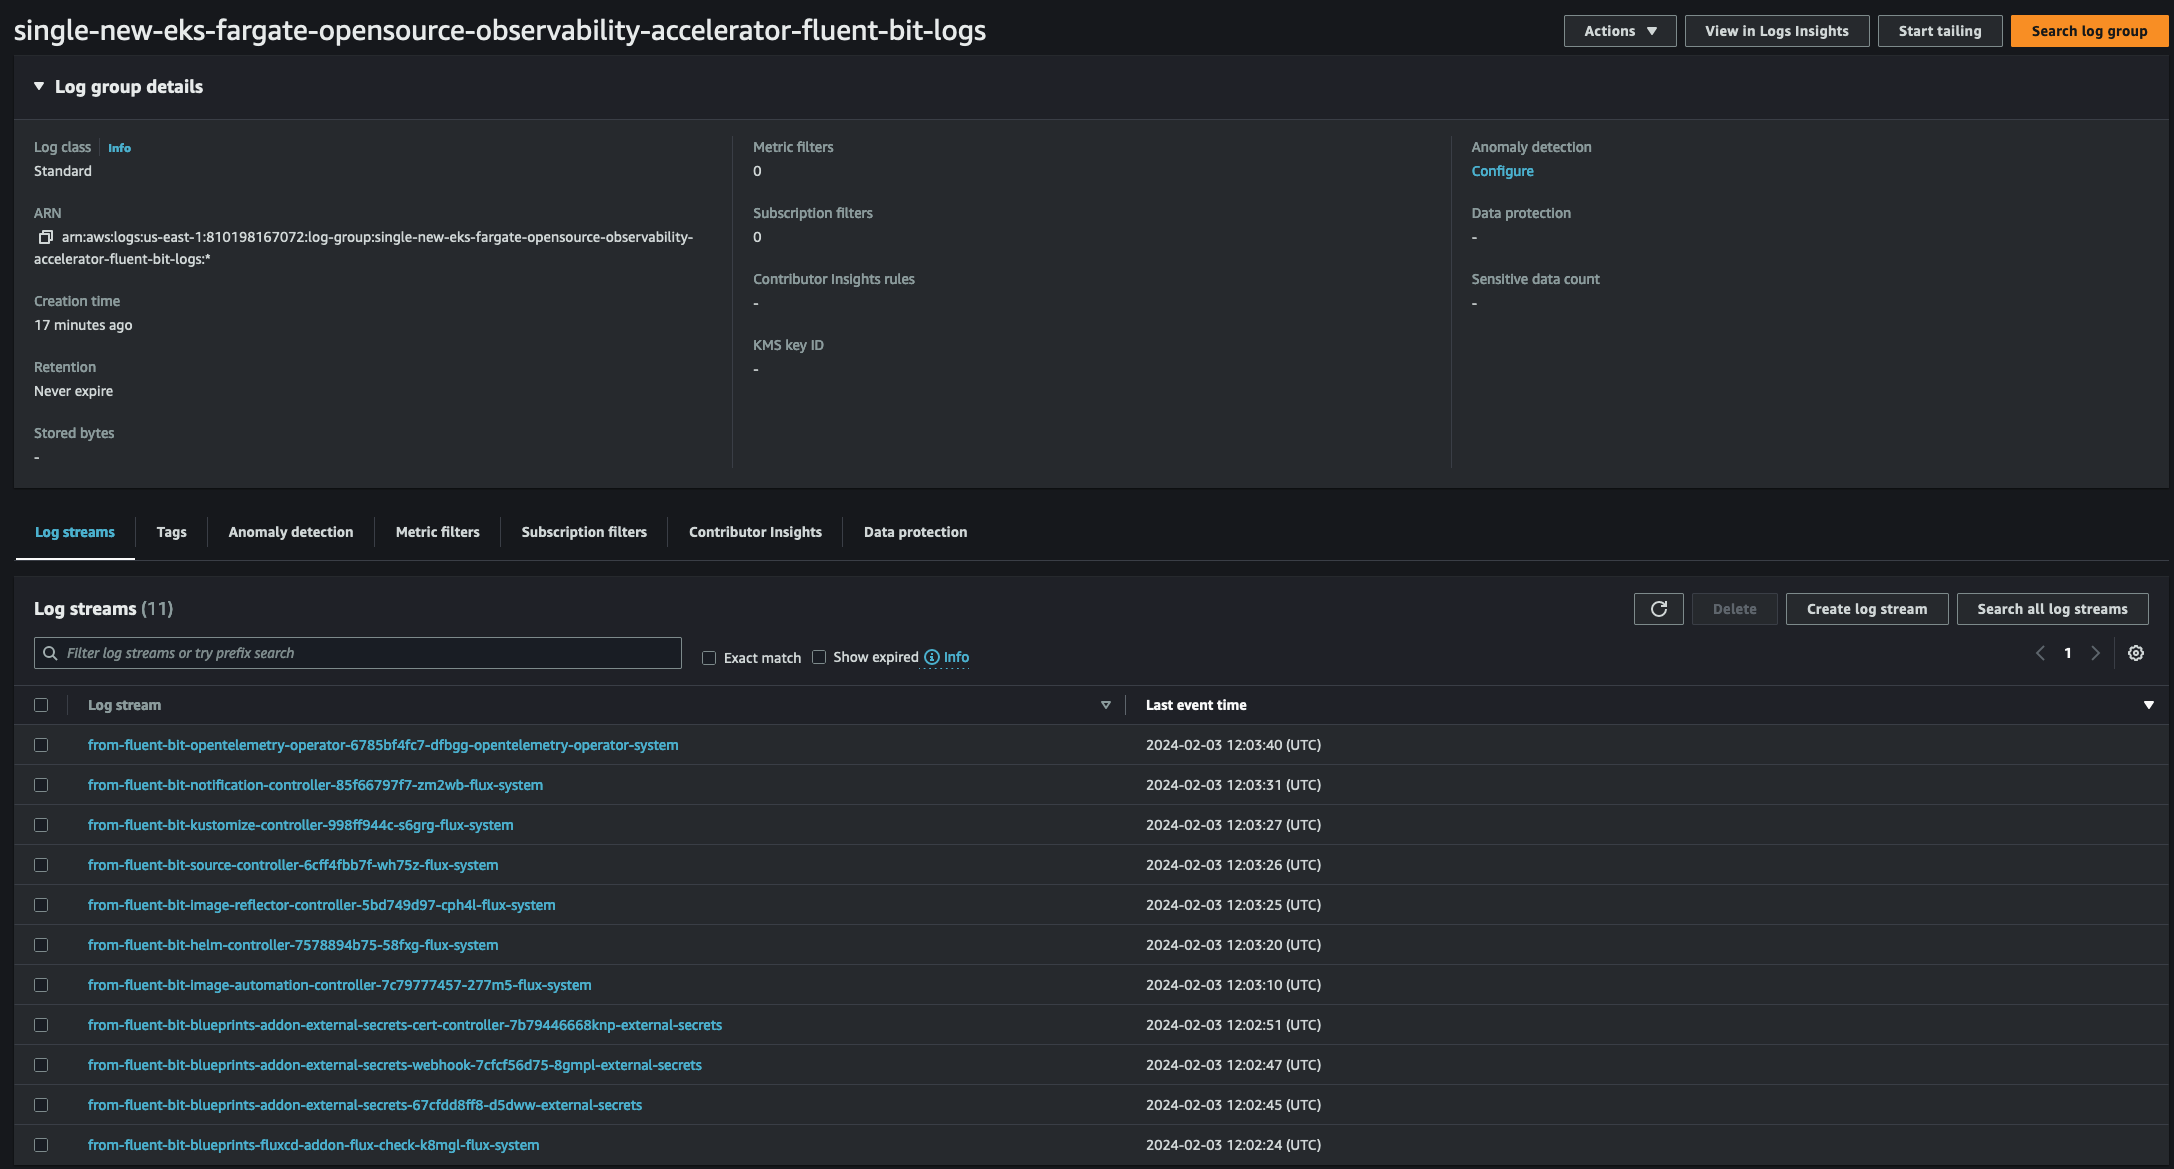 single-new-eks-fargate-opensource-observability-accelerator-fluent-bit-logs
Actions View in Logs Insights Start tailing Search log group
Log group details
Log class Info
Standard
ARN
arn:aws:logs:us-east-1:810198167072:log-group:single-new-eks-fargate-opensource-observability-
accelerator-fluent-bit-logs:*
Creation time
17 minutes ago
Retention
Never expire
Stored bytes
-
Metric filters
0
Subscription filters
0
Contributor Insights rules
-
KMS key ID
-
Anomaly detection
Configure
Data protection
-
Sensitive data count
-
Log streams Tags Anomaly detection Metric filters Subscription filters Contributor Insights Data protection
Log streams (11)
Delete Create log stream Search all log streams
Filter log streams or try prefix search Exact match Show expired Info 1
Log stream Last event time
from-fluent-bit-opentelemetry-operator-6785bf4fc7-dfbgg-opentelemetry-operator-system 2024-02-03 12:03:40 (UTC)
from-fluent-bit-notification-controller-85f66797f7-zm2wb-flux-system 2024-02-03 12:03:31 (UTC)
from-fluent-bit-kustomize-controller-998ff944c-s6grg-flux-system 2024-02-03 12:03:27 (UTC)
from-fluent-bit-source-controller-6cff4fbb7f-wh75z-flux-system 2024-02-03 12:03:26 (UTC)
from-fluent-bit-image-reflector-controller-5bd749d97-cph4l-flux-system 2024-02-03 12:03:25 (UTC)
from-fluent-bit-helm-controller-7578894b75-58fxg-flux-system 2024-02-03 12:03:20 (UTC)
from-fluent-bit-image-automation-controller-7c79777457-277m5-flux-system 2024-02-03 12:03:10 (UTC)
from-fluent-bit-blueprints-addon-external-secrets-cert-controller-7b79446668knp-external-secrets 2024-02-03 12:02:51 (UTC)
from-fluent-bit-blueprints-addon-external-secrets-webhook-7cfcf56d75-8gmpl-external-secrets 2024-02-03 12:02:47 (UTC)
from-fluent-bit-blueprints-addon-external-secrets-67cfdd8ff8-d5dww-external-secrets 2024-02-03 12:02:45 (UTC)
from-fluent-bit-blueprints-fluxcd-addon-flux-check-k8mgl-flux-system 2024-02-03 12:02:24 (UTC)